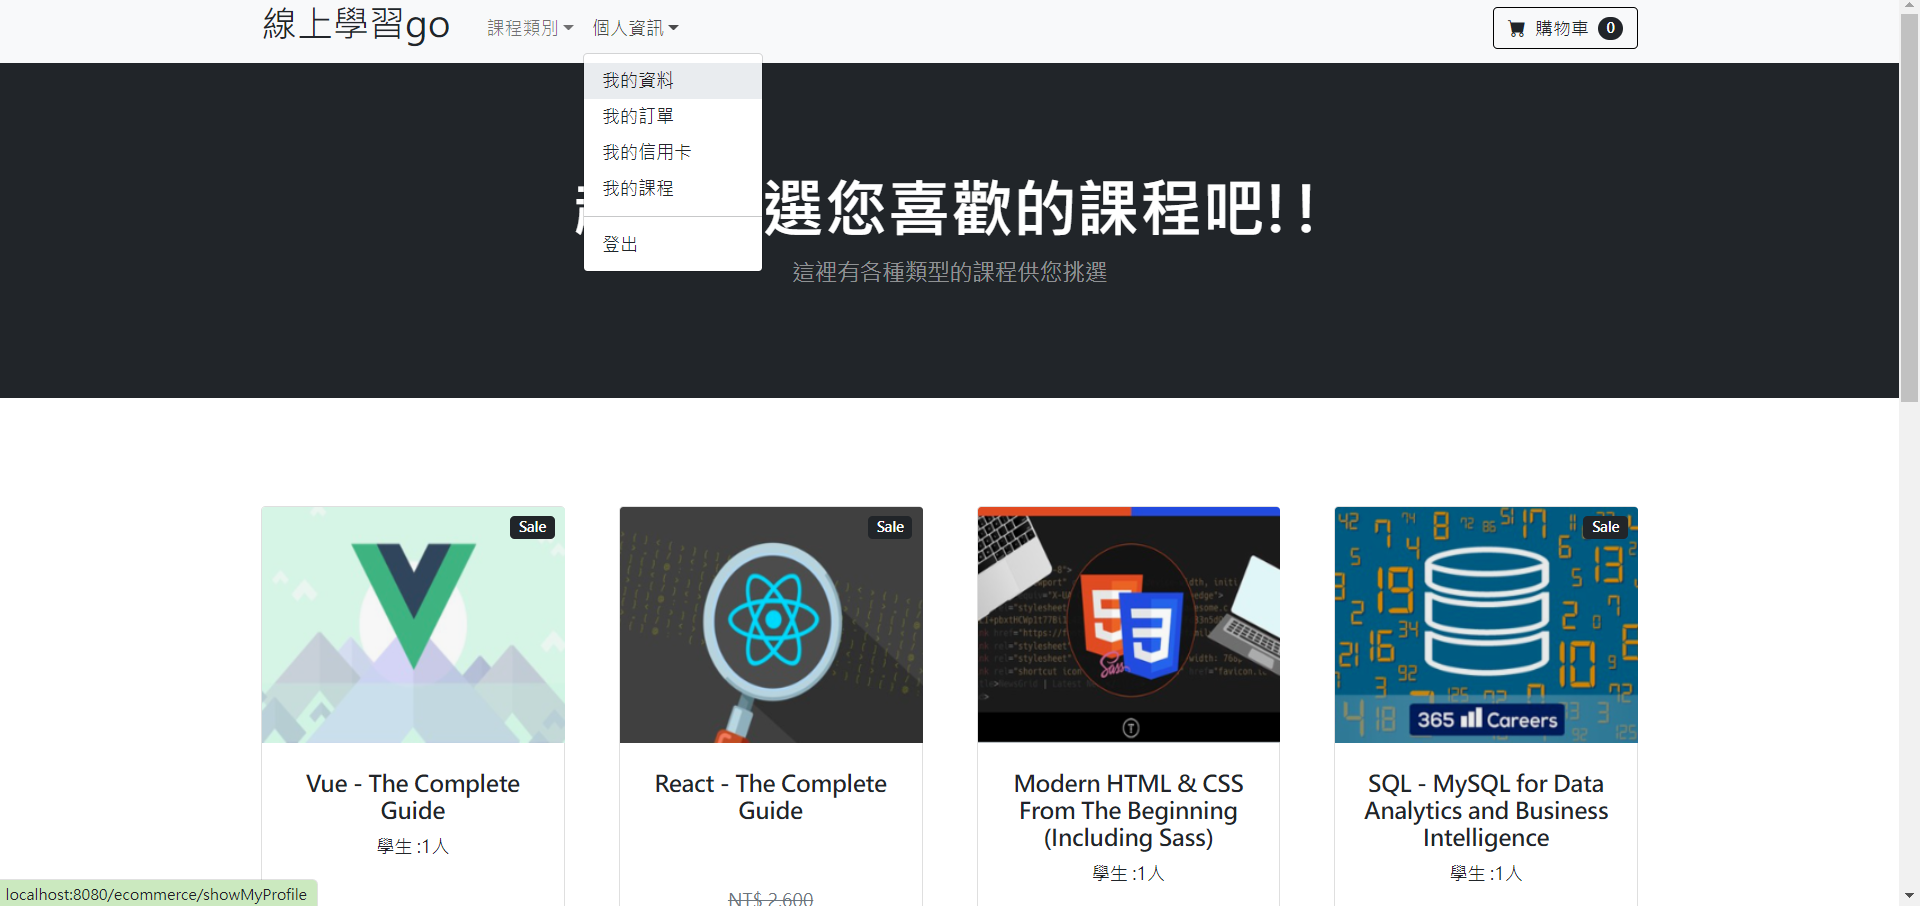 線上學習go
課程類別
個人資訊
購物車 0
我的資料
我的訂單
我的信用卡
我的課程
登出
選您喜歡的課程吧!!
這裡有各種類型的課程供您挑選
Sale
Sale
Sale
365 Careers
Vue - The Complete
Guide
學生 :1人
React - The Complete
Guide
NT$ 2,600
Modern HTML & CSS
From The Beginning
(Including Sass)
學生 :1人
SQL - MySQL for Data
Analytics and Business
Intelligence
學生 :1人
localhost:8080/ecommerce/showMyProfile